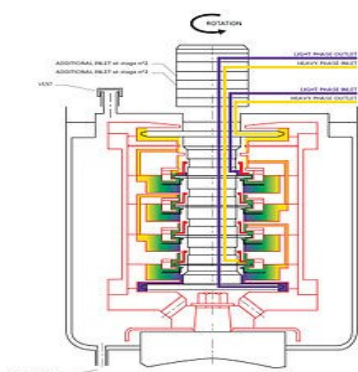 ROTATION
LIGHT PHASE OUTLET
ADDITIONAL INLET at stage n°2
HEAVY PHASE INLET
ADDITIONAL INLET at stage n°3
VENT
LIGHT PHASE INLET
HEAVY PHASE OUTLET